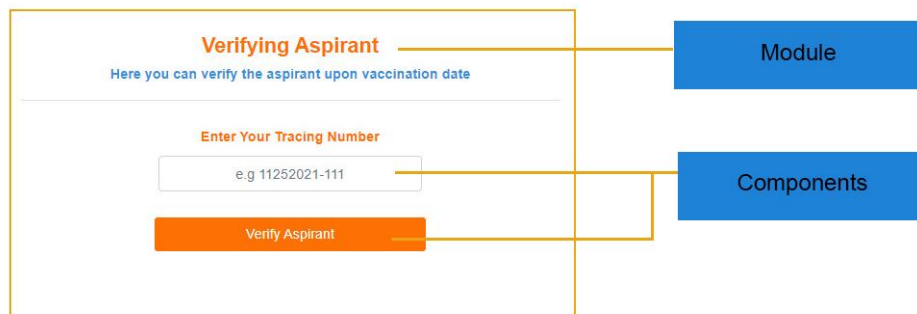 Verifying Aspirant
Here you can verify the aspirant upon vaccination date
Enter Your Tracing Number
e.g 11252021-111
Verify Aspirant
Module
Components